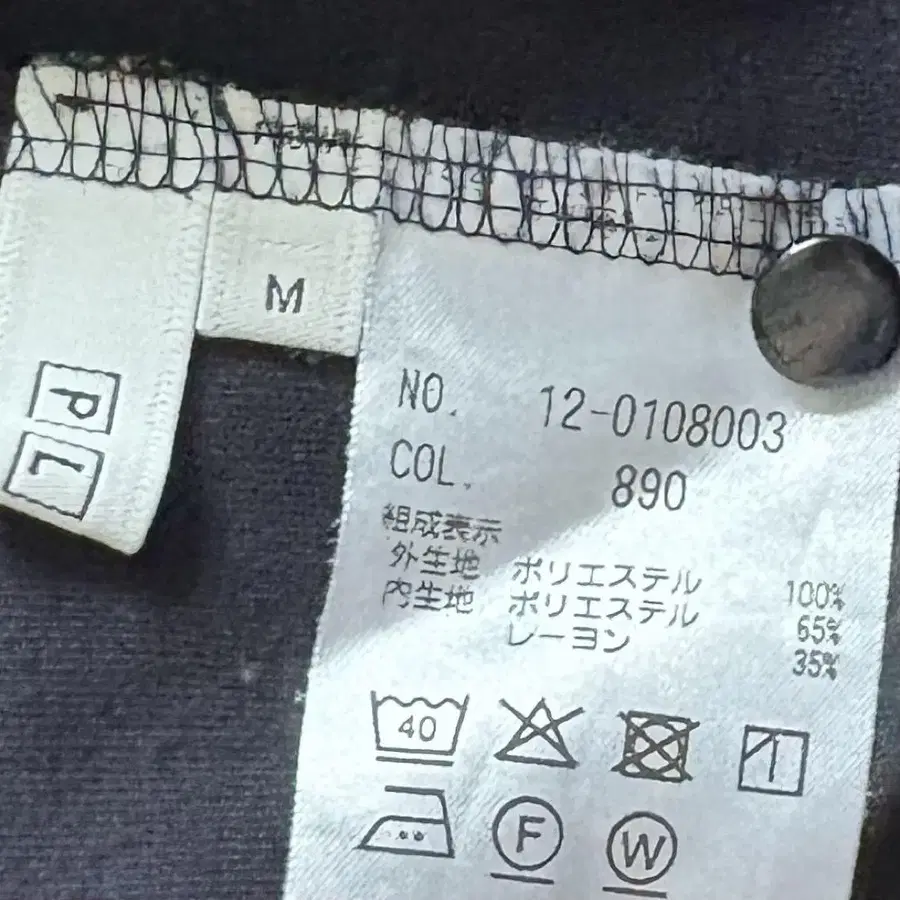 P
L
M
NO. 12-0108003
COL. 890
組成表示
外生地 ポリエステル 100%
内生地 ポリエステル 65%
レーヨン 35%
40
F
W